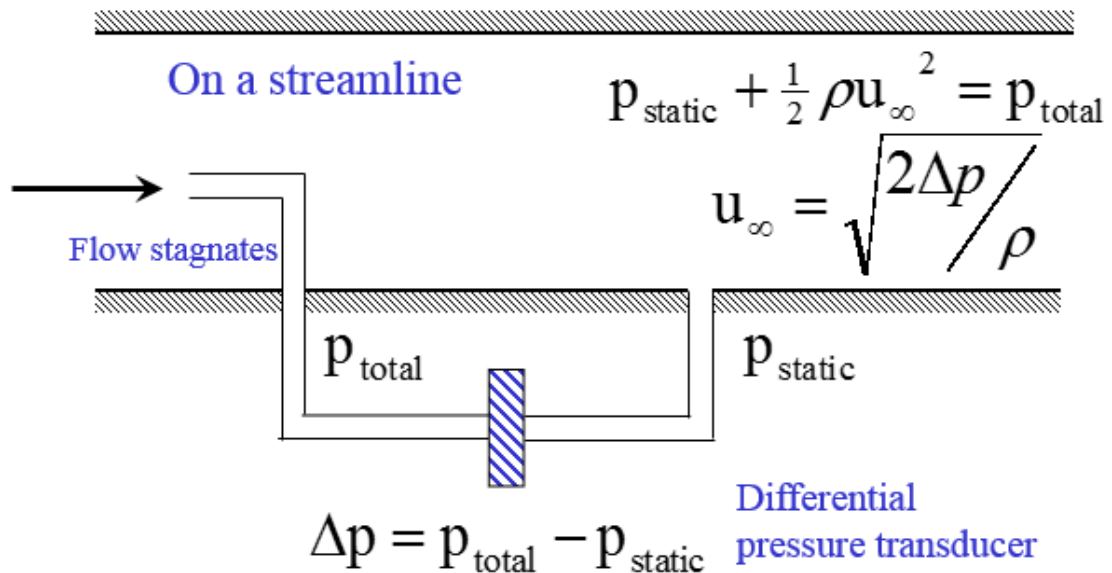 On a streamline
p_static + ½ ρu_∞² = p_total
u_∞ = √(2Δp/ρ)
Flow stagnates
p_total
p_static
Δp = p_total − p_static
Differential
pressure transducer